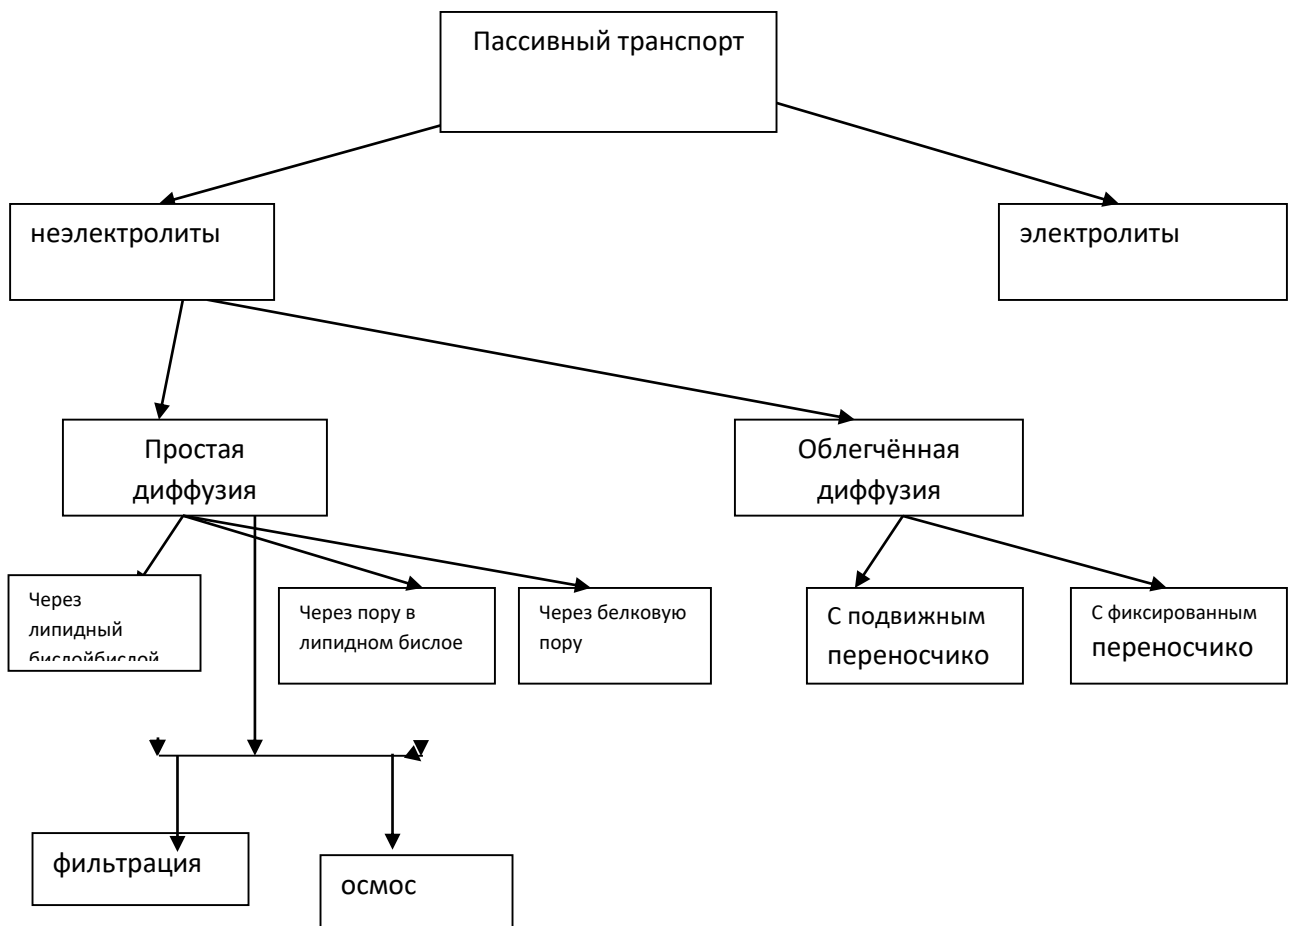 Пассивный транспорт
неэлектролиты
электролиты
Простая
диффузия
Облегчённая
диффузия
Через
липидный
бислойбислой
Через пору в
липидном бислое
Через белковую
пору
С подвижным
переносчико
С фиксированным
переносчико
фильтрация
осмос